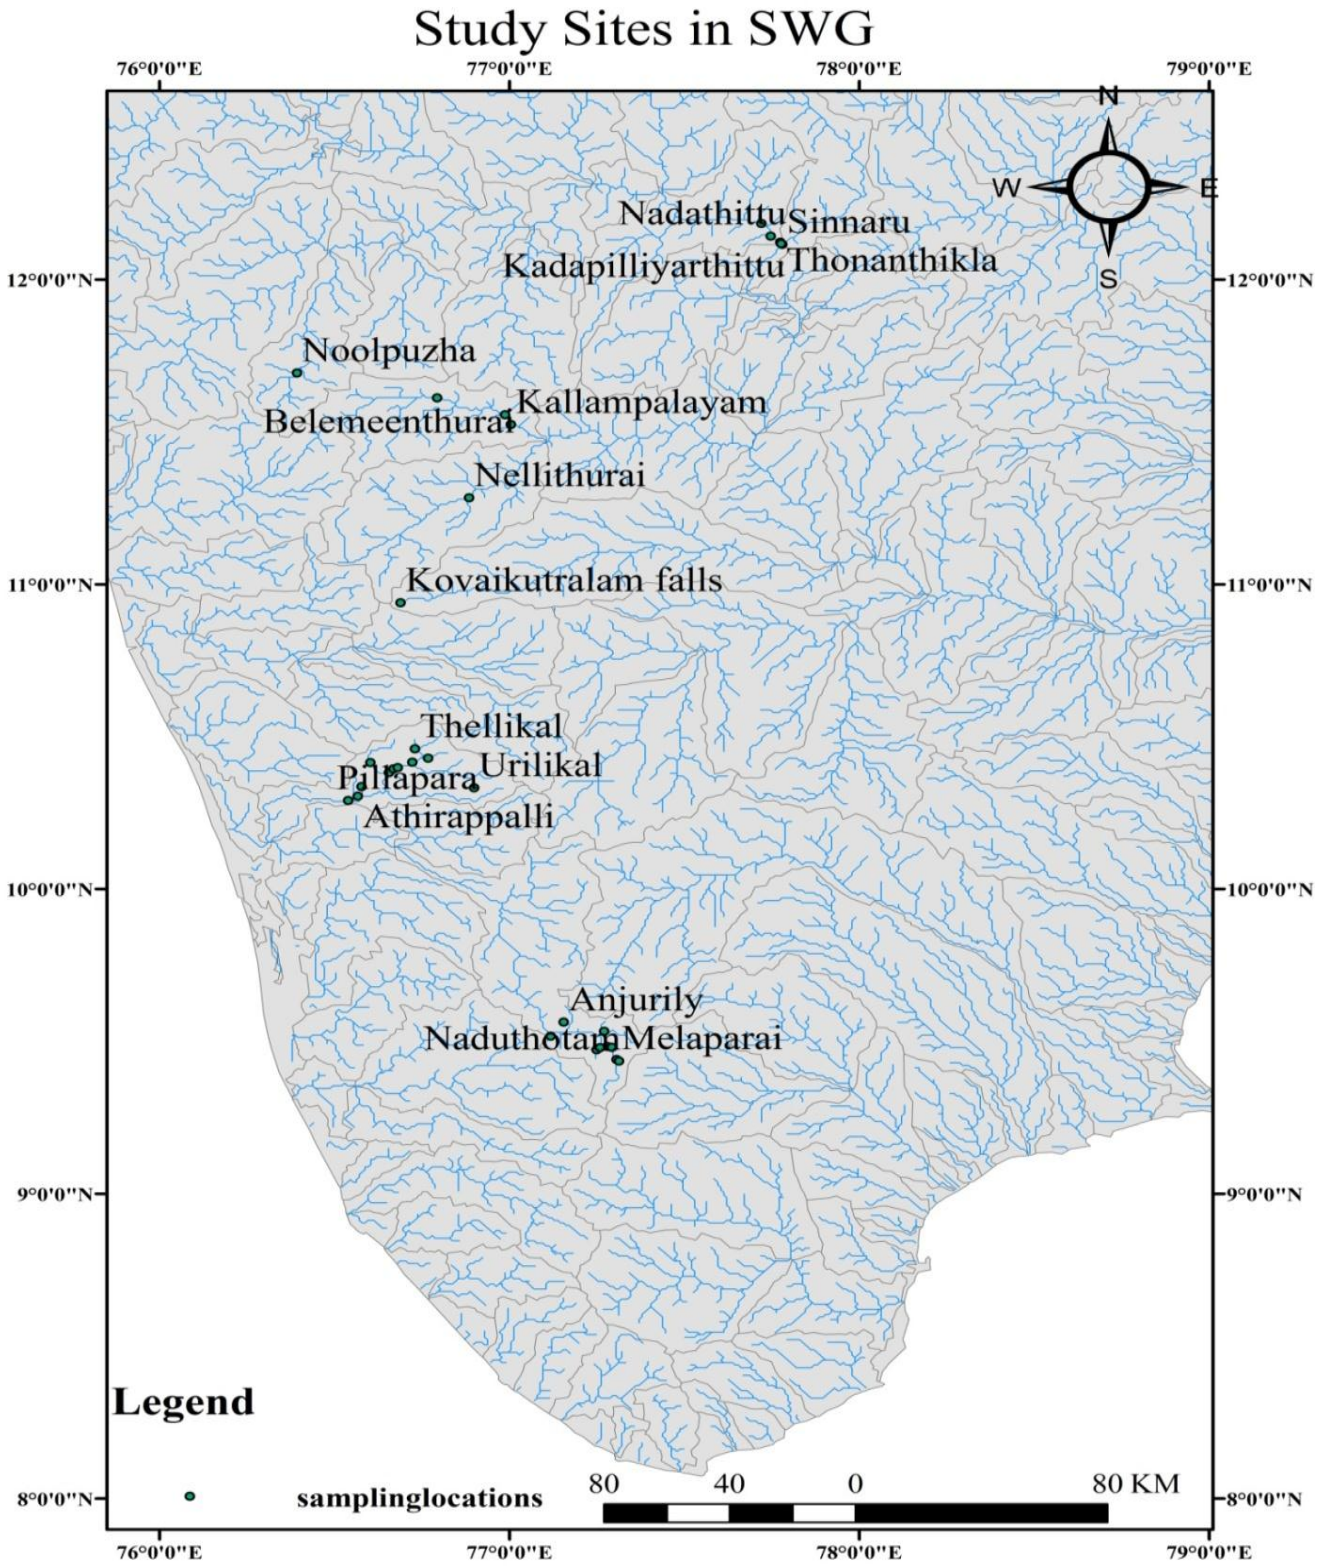 Study Sites in SWG
76°0'0"E 77°0'0"E 78°0'0"E 79°0'0"E
N
W E
S
Nadathittu Sinnaru
Kadapilliyarthittu Thonanthikla
12°0'0"N 12°0'0"N
Noolpuzha
Kallampalayam
Belemeenthurai
Nellithurai
11°0'0"N Kovaikutralam falls 11°0'0"N
Thellikal
Urilikal
Pillapara
Athirappalli
10°0'0"N 10°0'0"N
Anjurily
Naduthotam Melaparai
9°0'0"N 9°0'0"N
Legend
80 40 0 80 KM
8°0'0"N samplinglocations 8°0'0"N
76°0'0"E 77°0'0"E 78°0'0"E 79°0'0"E